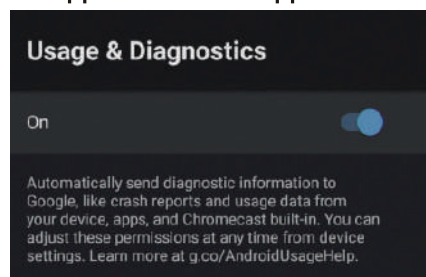 Usage & Diagnostics
On
Automatically send diagnostic information to
Google, like crash reports and usage data from
your device, apps, and Chromecast built-in. You can
adjust these permissions at any time from device
settings. Learn more at g.co/AndroidUsageHelp.